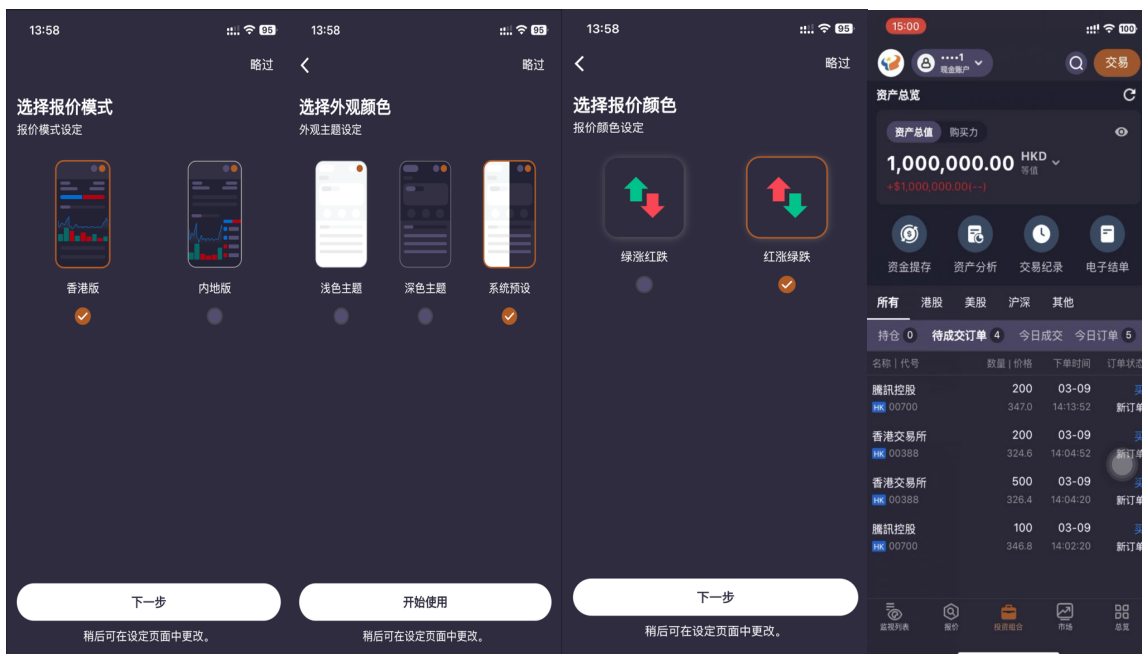 13:58
95
略过
选择报价模式
报价模式设定
香港版
内地版
下一步
稍后可在设定页面中更改。
13:58
95
略过
选择外观颜色
外观主题设定
浅色主题
深色主题
系统预设
开始使用
稍后可在设定页面中更改。
13:58
95
略过
选择报价颜色
报价颜色设定
绿涨红跌
红涨绿跌
下一步
稍后可在设定页面中更改。
15:00
100
····1
现金账户
交易
资产总览
资产总值 购买力
1,000,000.00 HKD
等值
+$1,000,000.00(--)
资金提存 资产分析 交易纪录 电子结单
所有 港股 美股 沪深 其他
持仓 0 待成交订单 4 今日成交 今日订单 5
名称 | 代号 数量 | 价格 下单时间 订单状态
騰訊控股 200 03-09 买
HK 00700 347.0 14:13:52 新订单
香港交易所 200 03-09 买
HK 00388 324.6 14:04:52 新订单
香港交易所 500 03-09 买
HK 00388 326.4 14:04:20 新订单
騰訊控股 100 03-09 买
HK 00700 346.8 14:02:20 新订单
监视列表 报价 投资组合 市场 总览